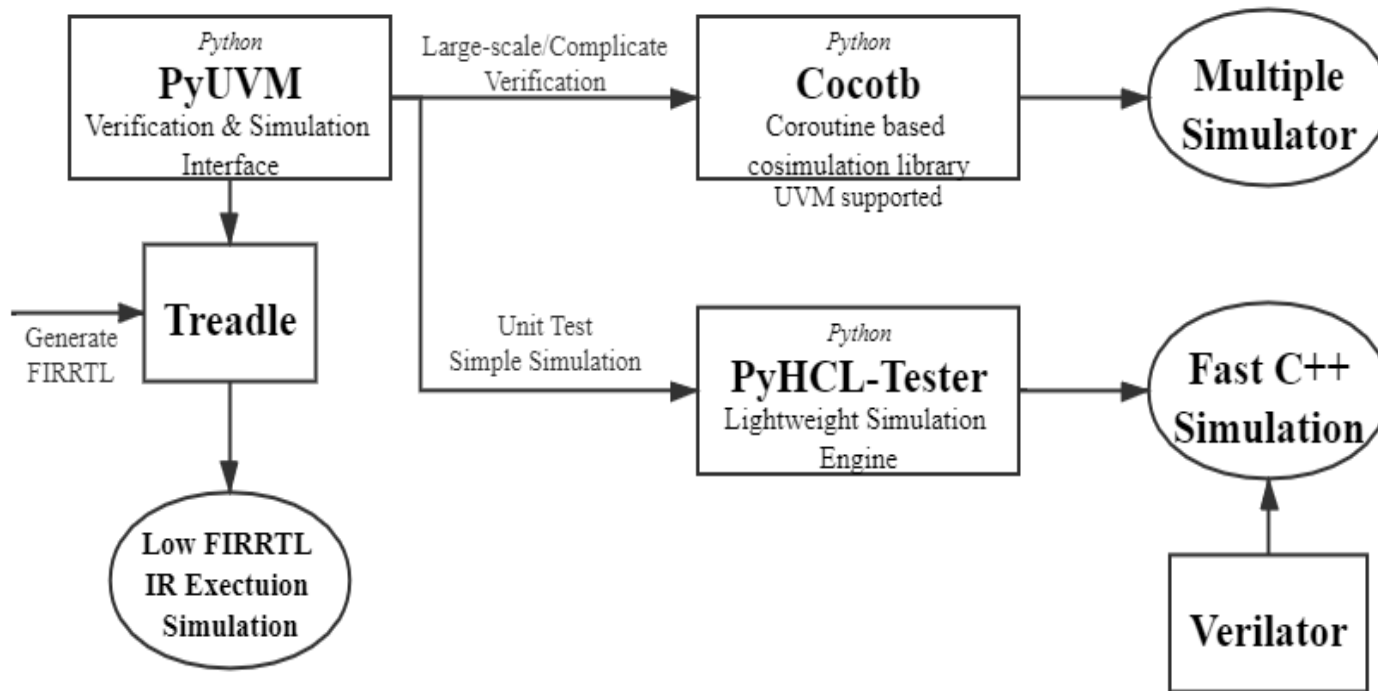 Python
PyUVM
Verification & Simulation
Interface
Large-scale/Complicate
Verification
Python
Cocotb
Coroutine based
cosimulation library
UVM supported
Multiple
Simulator
Generate
FIRRTL
Treadle
Unit Test
Simple Simulation
Python
PyHCL-Tester
Lightweight Simulation
Engine
Fast C++
Simulation
Low FIRRTL
IR Exectuion
Simulation
Verilator